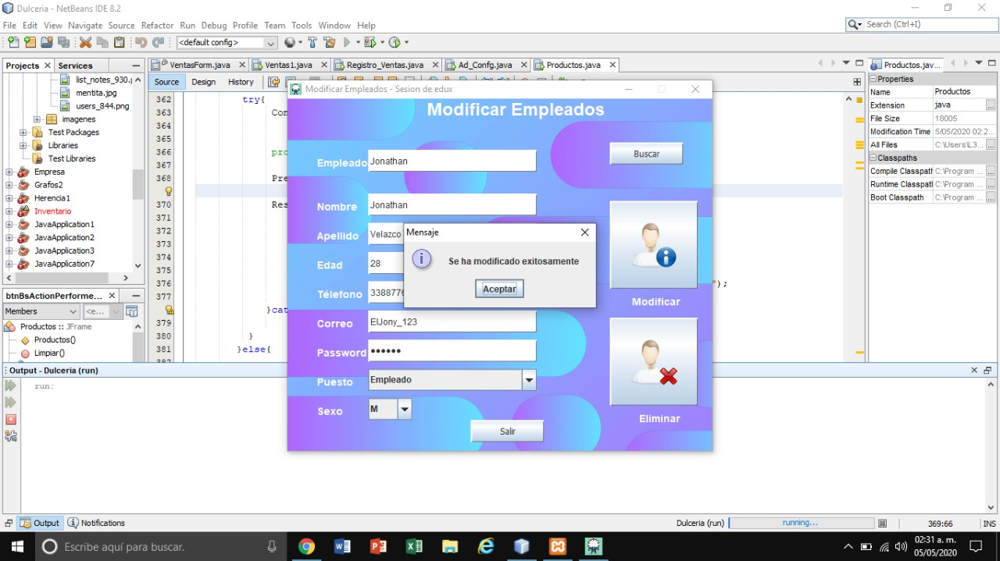 Dulceria - NetBeans IDE 8.2
File Edit View Navigate Source Refactor Run Debug Profile Team Tools Window Help
Search (Ctrl+I)
<default config>
Projects Services
VentasForm.java Ventas1.java Registro_Ventas.java Ad_Confg.java Productos.java
Productos.jav...
Source Design History
list_notes_930.j
mentita.jpg
users_844.png
imagenes
Test Packages
Libraries
Test Libraries
Empresa
Grafos2
Herencia1
Inventario
JavaApplication1
JavaApplication2
JavaApplication3
JavaApplication7
btnBsActionPerforme...
Members <e...
Productos :: JFrame
Productos()
Limpiar()
362 try{
363 Con
364
365
366 pro
367
368 Pre
370 Res
371
372
373
374
375
376 ");
377
}cat
379
380 }
381 }else{
382
Modificar Empleados - Sesion de edux
Modificar Empleados
Empleado Jonathan
Buscar
Nombre Jonathan
Apellido Velazco
Edad 28
Télefono 3388776
Correo ElJony_123
Password ••••••
Puesto Empleado
Sexo M
Modificar
Eliminar
Salir
Mensaje
Se ha modificado exitosamente
Aceptar
Properties
Name Productos
Extension java ...
File Size 18005
Modification Time 5/05/2020 02:2...
All Files C:\Users\L3... ...
Classpaths
Compile Classpath C:\Program ... ...
Runtime Classpath C:\Program ... ...
Boot Classpath C:\Program ... ...
Output - Dulceria (run)
run:
Output Notifications
Dulceria (run) running... 369:66 INS
Escribe aquí para buscar.
02:31 a. m.
05/05/2020